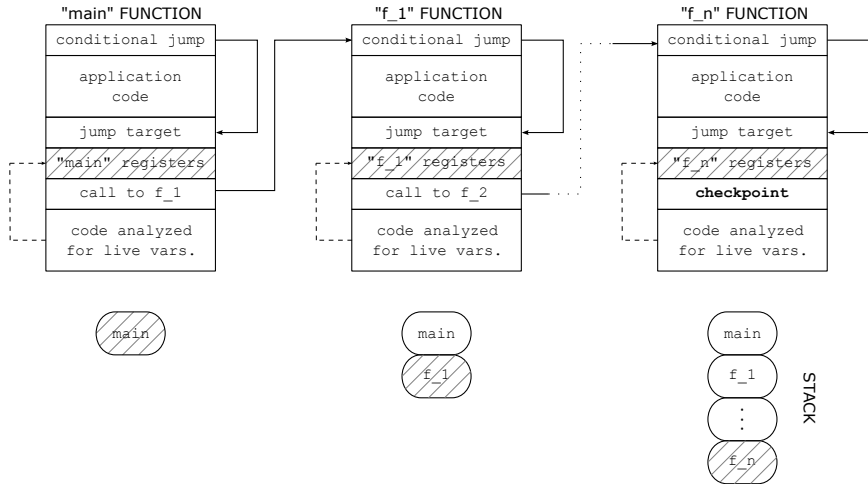 "main" FUNCTION
conditional jump
application
code
jump target
"main" registers
call to f_1
code analyzed
for live vars.
main
"f_1" FUNCTION
conditional jump
application
code
jump target
"f_1" registers
call to f_2
code analyzed
for live vars.
main
f_1
"f_n" FUNCTION
conditional jump
application
code
jump target
"f_n" registers
checkpoint
code analyzed
for live vars.
main
f_1
f_n
STACK